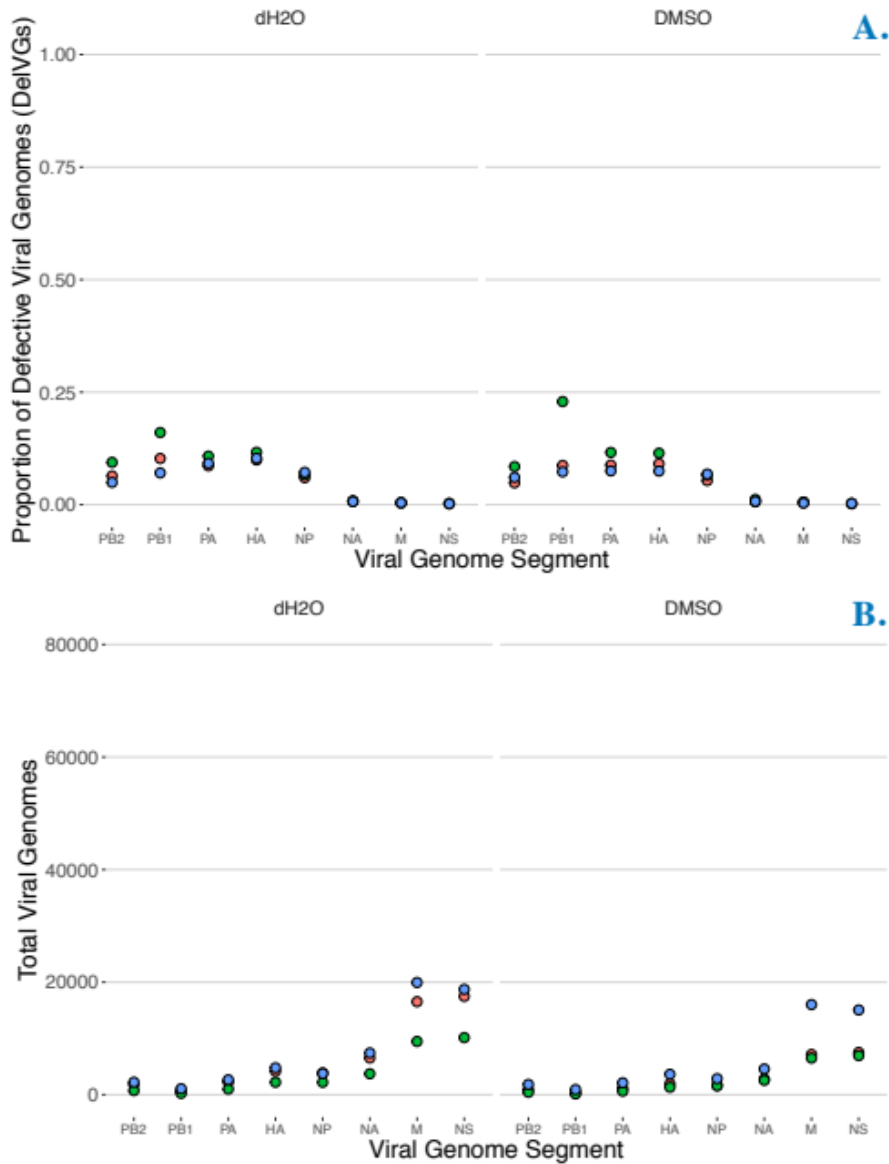 dH2O DMSO A.
Proportion of Defective Viral Genomes (DelVGs)
1.00
0.75
0.50
0.25
0.00
PB2 PB1 PA HA NP NA M NS PB2 PB1 PA HA NP NA M NS
Viral Genome Segment
dH2O DMSO B.
Total Viral Genomes
80000
60000
40000
20000
0
PB2 PB1 PA HA NP NA M NS PB2 PB1 PA HA NP NA M NS
Viral Genome Segment